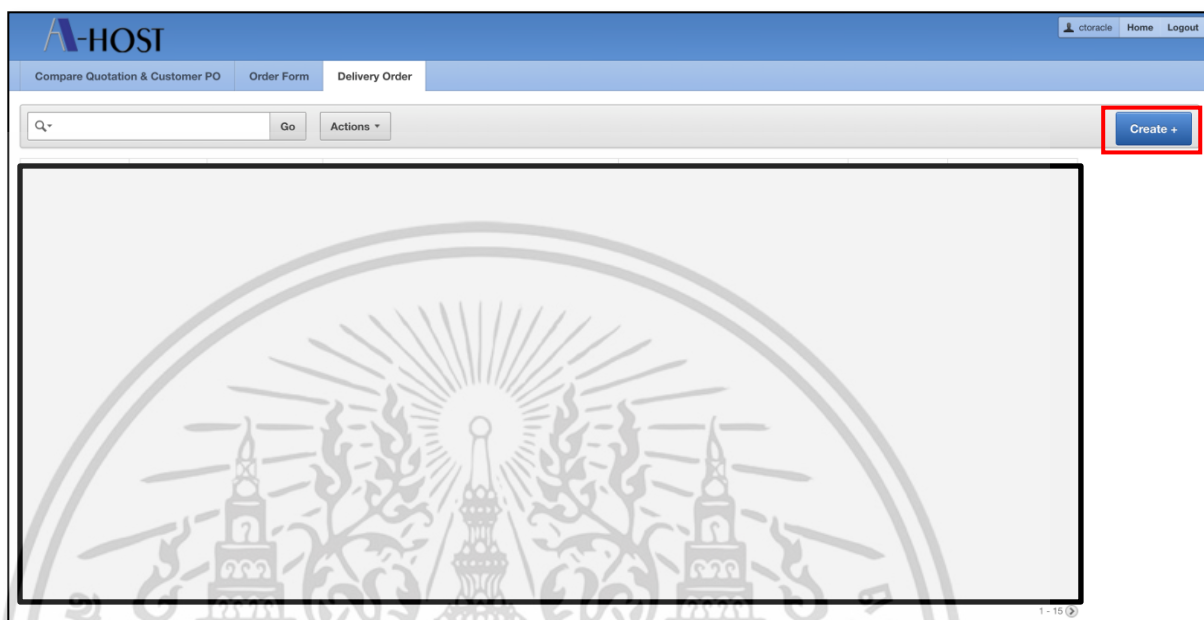 A-HOST
ctoracle Home Logout
Compare Quotation & Customer PO Order Form Delivery Order
Go Actions
Create +
1 - 15